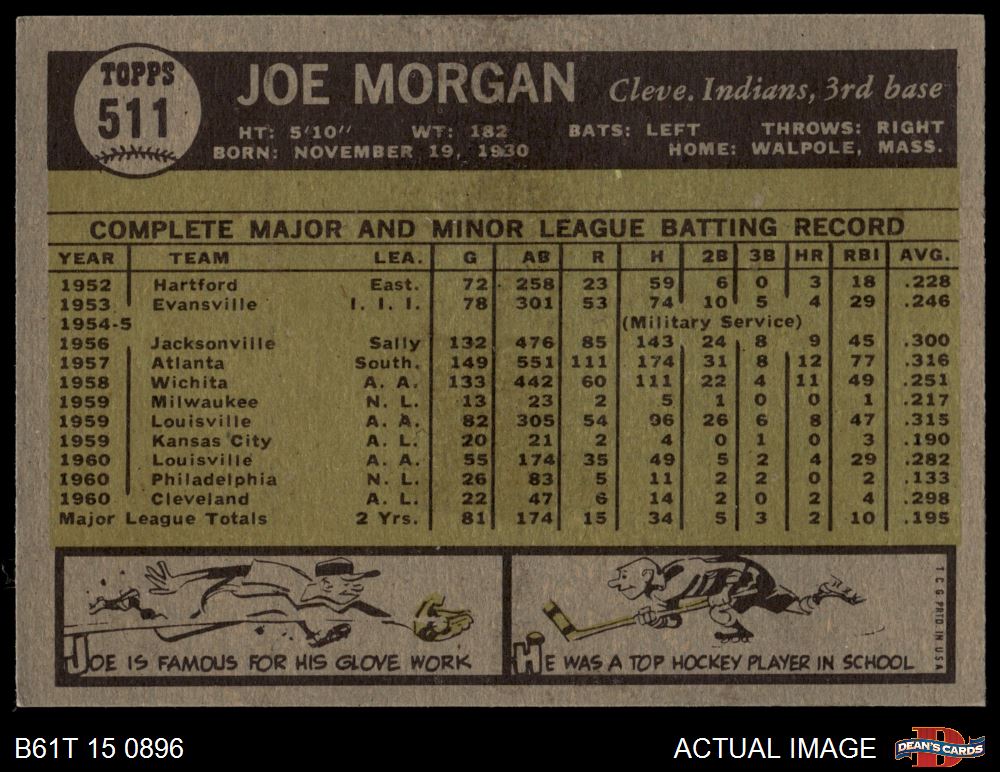 TOPPS
511
JOE MORGAN Cleve. Indians, 3rd base
HT: 5'10" WT: 182 BATS: LEFT THROWS: RIGHT
BORN: NOVEMBER 19, 1930 HOME: WALPOLE, MASS.
COMPLETE MAJOR AND MINOR LEAGUE BATTING RECORD
YEAR TEAM LEA. G AB R H 2B 3B HR RBI AVG.
1952 Hartford East. 72 258 23 59 6 0 3 18 .228
1953 Evansville I. I. I. 78 301 53 74 10 5 4 29 .246
1954-5 (Military Service)
1956 Jacksonville Sally 132 476 85 143 24 8 9 45 .300
1957 Atlanta South. 149 551 111 174 31 8 12 77 .316
1958 Wichita A. A. 133 442 60 111 22 4 11 49 .251
1959 Milwaukee N. L. 13 23 2 5 1 0 0 1 .217
1959 Louisville A. A. 82 305 54 96 26 6 8 47 .315
1959 Kansas City A. L. 20 21 2 4 0 1 0 3 .190
1960 Louisville A. A. 55 174 35 49 5 2 4 29 .282
1960 Philadelphia N. L. 26 83 5 11 2 2 0 2 .133
1960 Cleveland A. L. 22 47 6 14 2 0 2 4 .298
Major League Totals 2 Yrs. 81 174 15 34 5 3 2 10 .195
JOE IS FAMOUS FOR HIS GLOVE WORK
HE WAS A TOP HOCKEY PLAYER IN SCHOOL
T. C. G. PRTD. IN U.S.A.
B61T 15 0896
ACTUAL IMAGE
D
DEAN'S CARDS